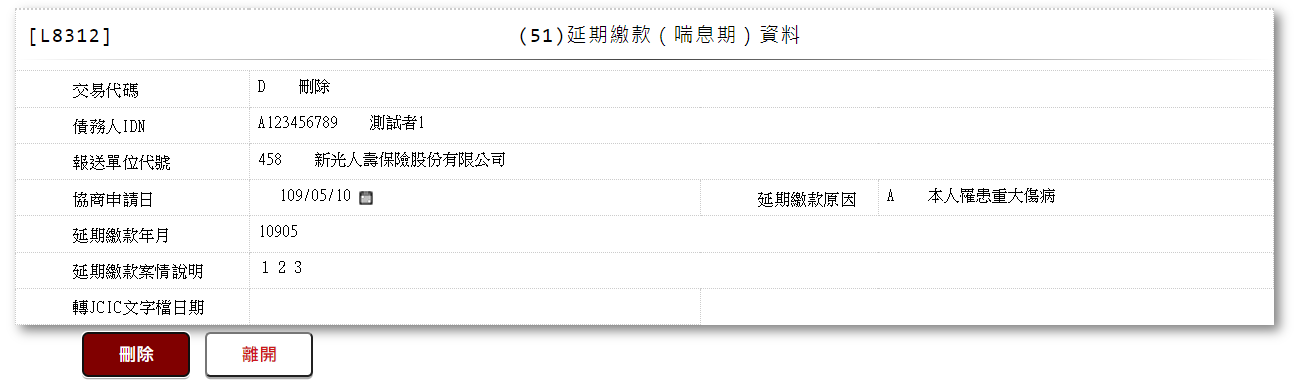 [L8312] (51)延期繳款(喘息期)資料
交易代碼 D 刪除
債務人IDN A123456789 測試者1
報送單位代號 458 新光人壽保險股份有限公司
協商申請日 109/05/10 延期繳款原因 A 本人罹患重大傷病
延期繳款年月 10905
延期繳款案情說明 1 2 3
轉JCIC文字檔日期
刪除 離開